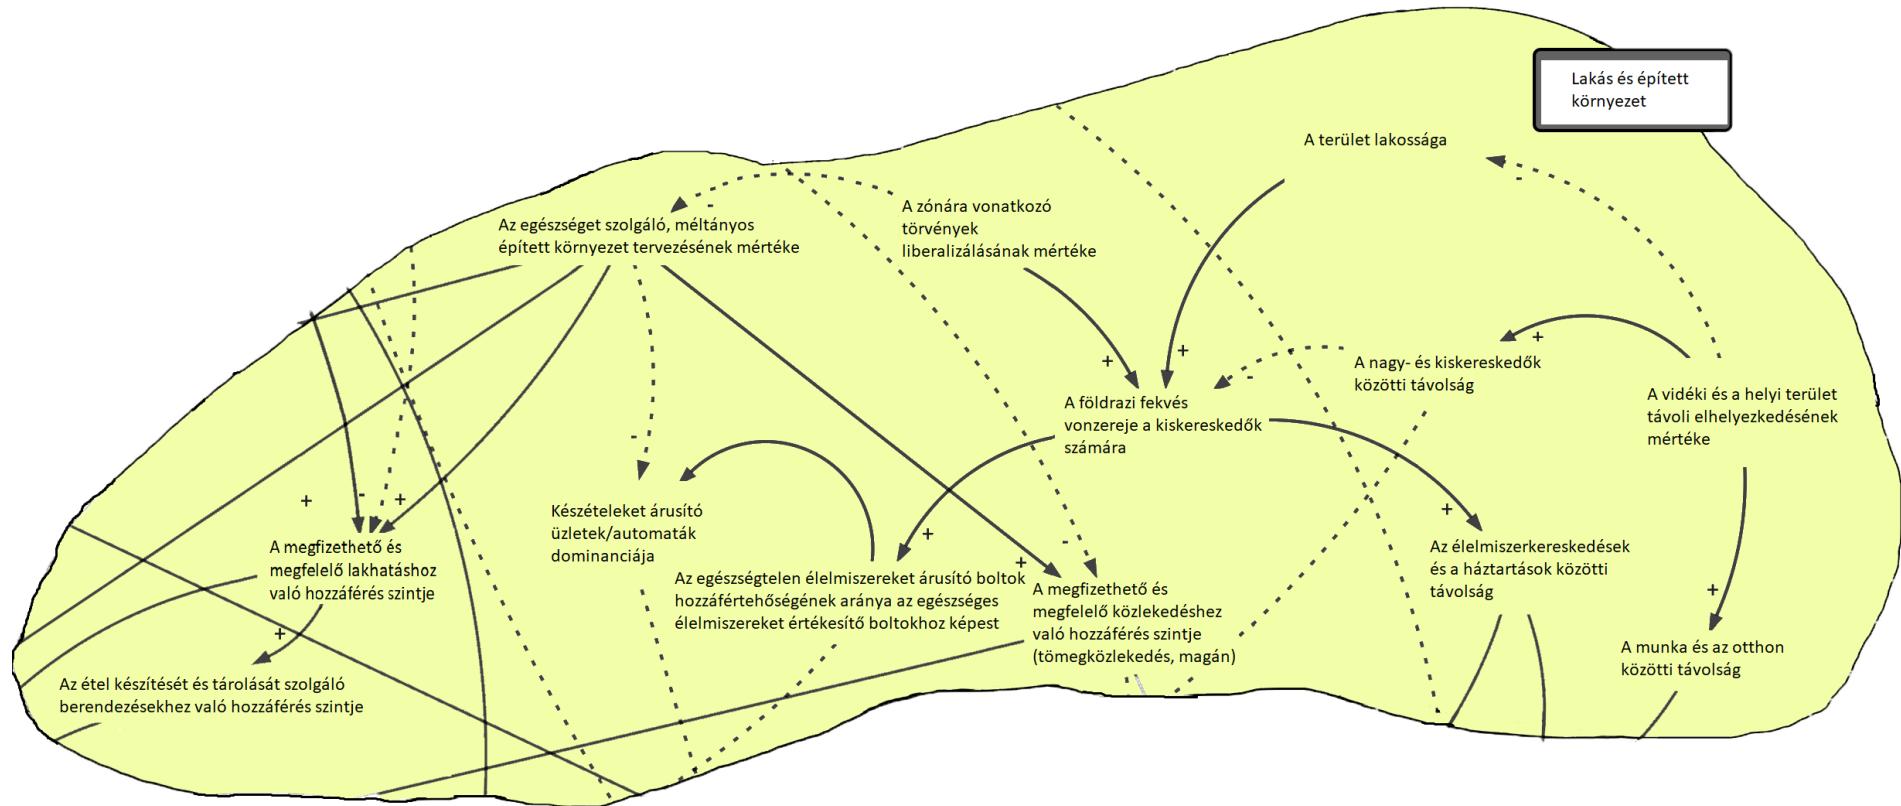 Lakás és épített
környezet
A terület lakossága
A zónára vonatkozó
törvények
liberalizálásának mértéke
Az egészséget szolgáló, méltányos
épített környezet tervezésének mértéke
-
-
+
+
+
-
A nagy- és kiskereskedők
közötti távolság
A vidéki és a helyi terület
távoli elhelyezkedésének
mértéke
A földrazi fekvés
vonzereje a kiskereskedők
számára
-
+
-
+
+
Készételeket árusító
üzletek/automaták
dominanciája
+
-
Az élelmiszerkereskedések
és a háztartások közötti
távolság
A megfizethető és
megfelelő lakhatáshoz
való hozzáférés szintje
Az egészségtelen élelmiszereket árusító boltok
hozzáfértehőségének aránya az egészséges
élelmiszereket értékesítő boltokhoz képest
+
A megfizethető és
megfelelő közlekedéshez
való hozzáférés szintje
(tömegközlekedés, magán)
+
+
A munka és az otthon
közötti távolság
Az étel készítését és tárolását szolgáló
berendezésekhez való hozzáférés szintje